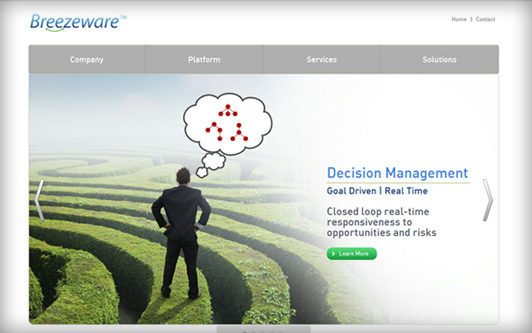 Breezeware™
Home | Contact
Company Platform Services Solutions
Decision Management
Goal Driven | Real Time
Closed loop real-time
responsiveness to
opportunities and risks
Learn More